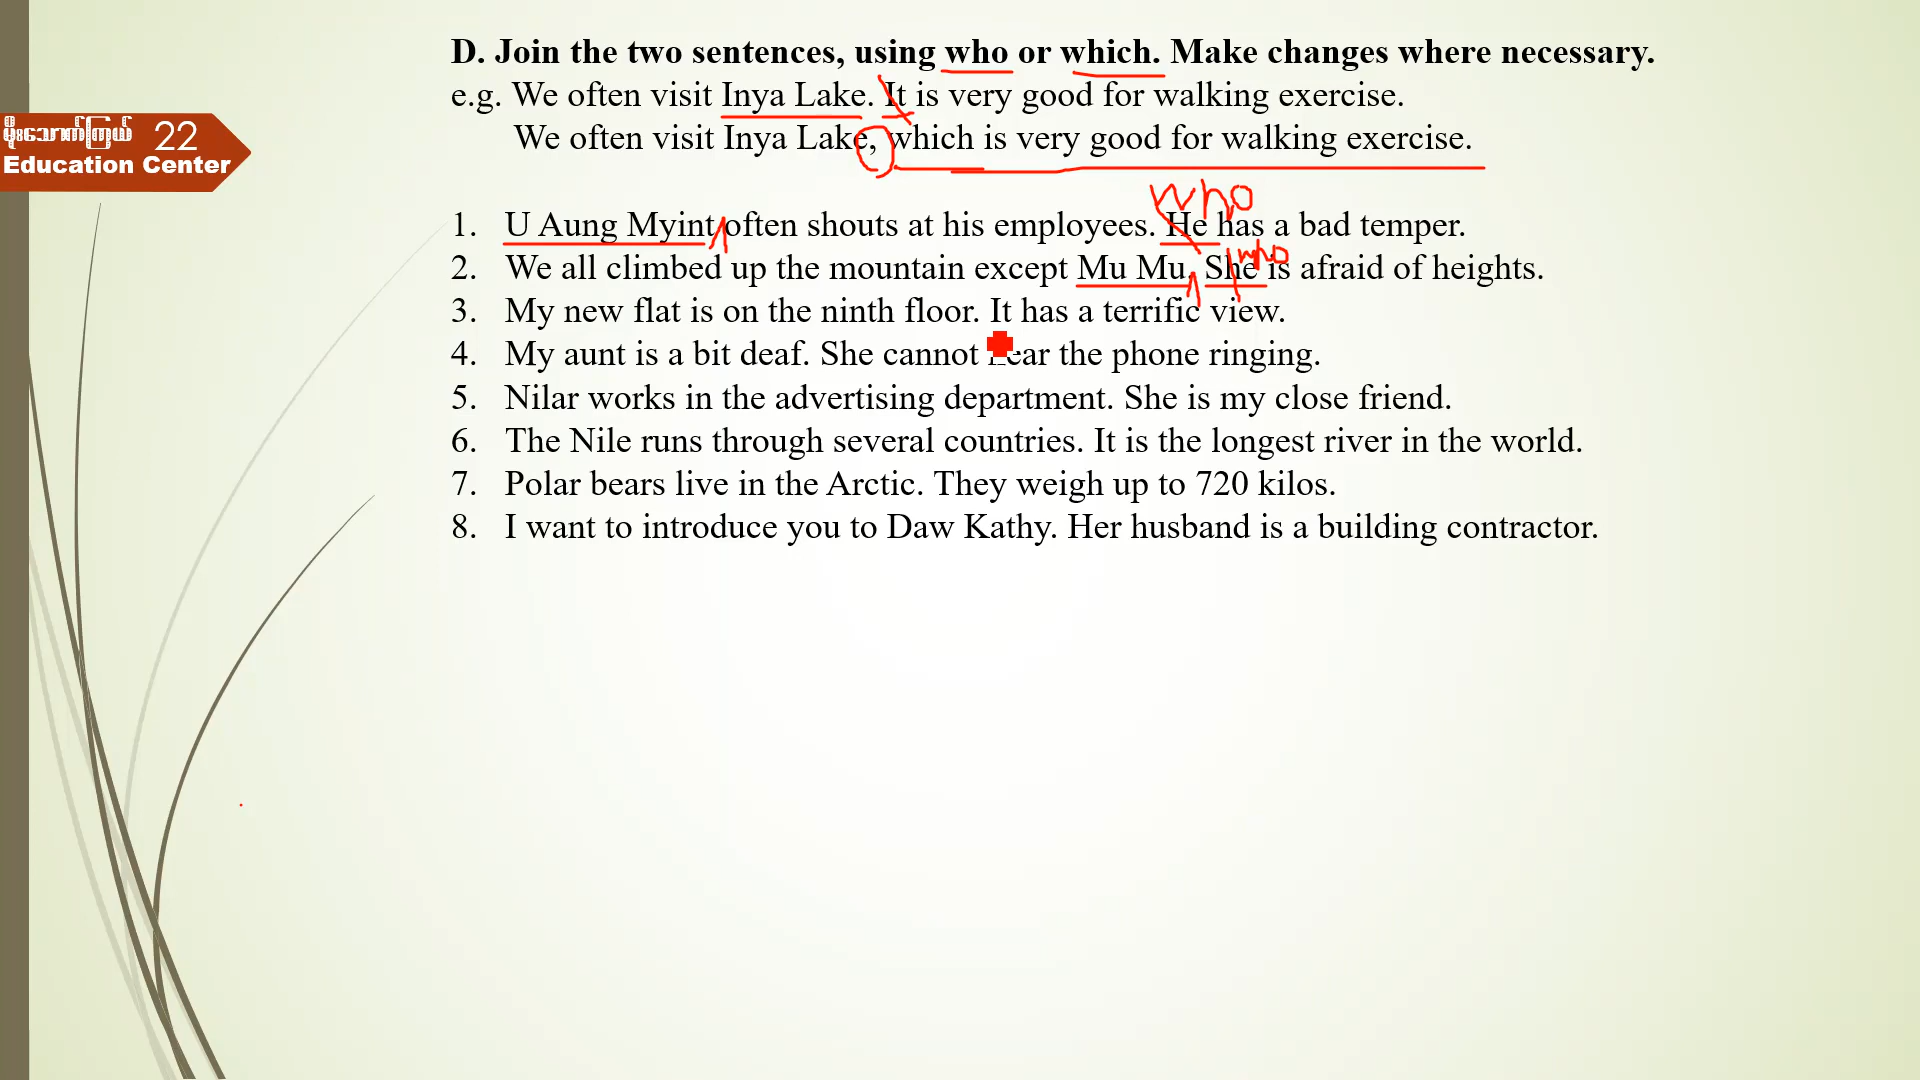 D. Join the two sentences, using who or which. Make changes where necessary.
e.g. We often visit Inya Lake. It is very good for walking exercise.
We often visit Inya Lake, which is very good for walking exercise.
22
Education Center
who
1. U Aung Myint often shouts at his employees. He has a bad temper.
who
2. We all climbed up the mountain except Mu Mu. She is afraid of heights.
3. My new flat is on the ninth floor. It has a terrific view.
4. My aunt is a bit deaf. She cannot hear the phone ringing.
5. Nilar works in the advertising department. She is my close friend.
6. The Nile runs through several countries. It is the longest river in the world.
7. Polar bears live in the Arctic. They weigh up to 720 kilos.
8. I want to introduce you to Daw Kathy. Her husband is a building contractor.